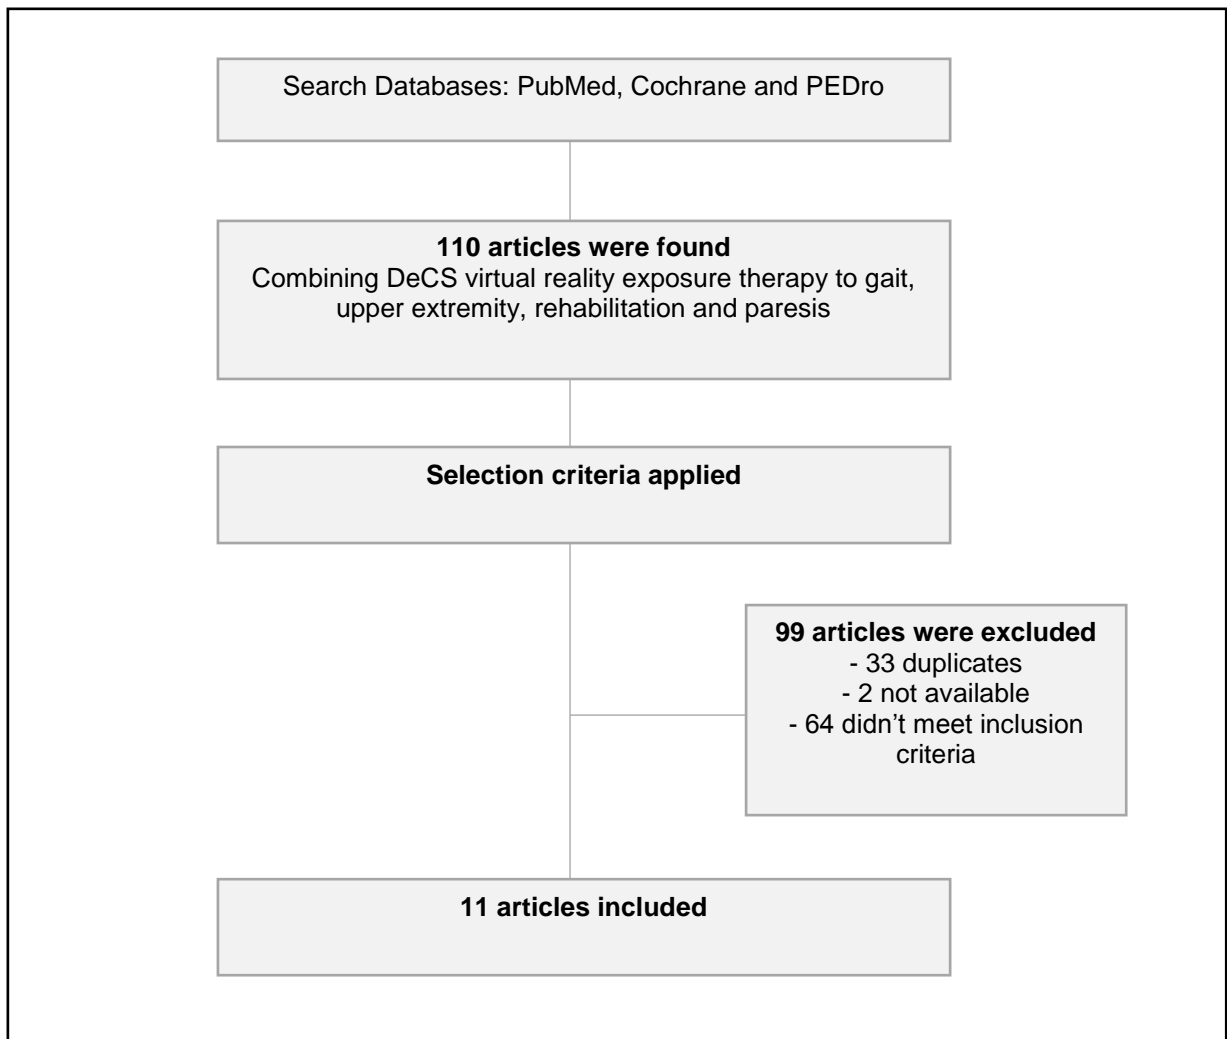 Search Databases: PubMed, Cochrane and PEDro
110 articles were found
Combining DeCS virtual reality exposure therapy to gait,
upper extremity, rehabilitation and paresis
Selection criteria applied
99 articles were excluded
- 33 duplicates
- 2 not available
- 64 didn’t meet inclusion
criteria
11 articles included